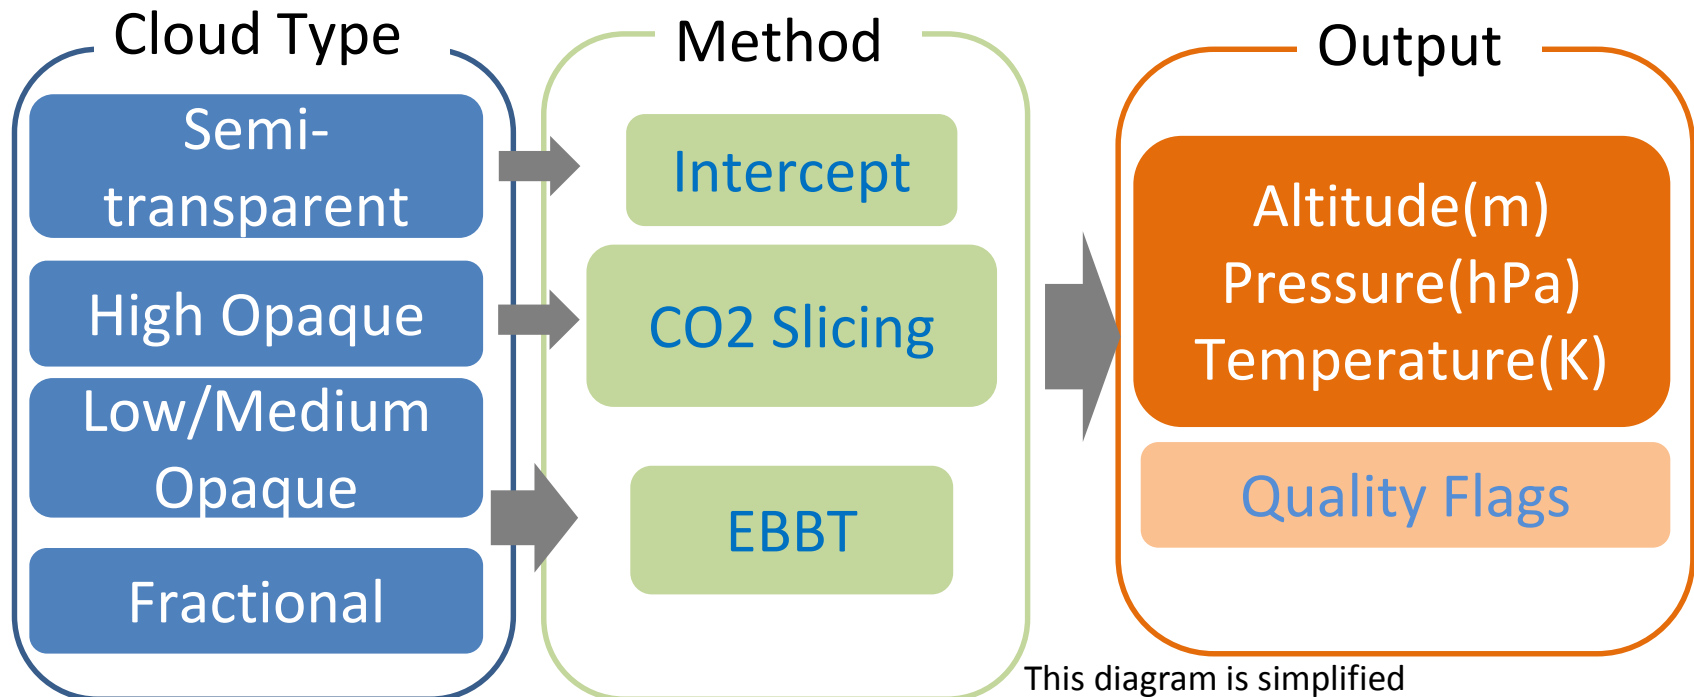 Cloud Type
Semi-
transparent
High Opaque
Low/Medium
Opaque
Fractional
Method
Intercept
CO2 Slicing
EBBT
Output
Altitude(m)
Pressure(hPa)
Temperature(K)
Quality Flags
This diagram is simplified